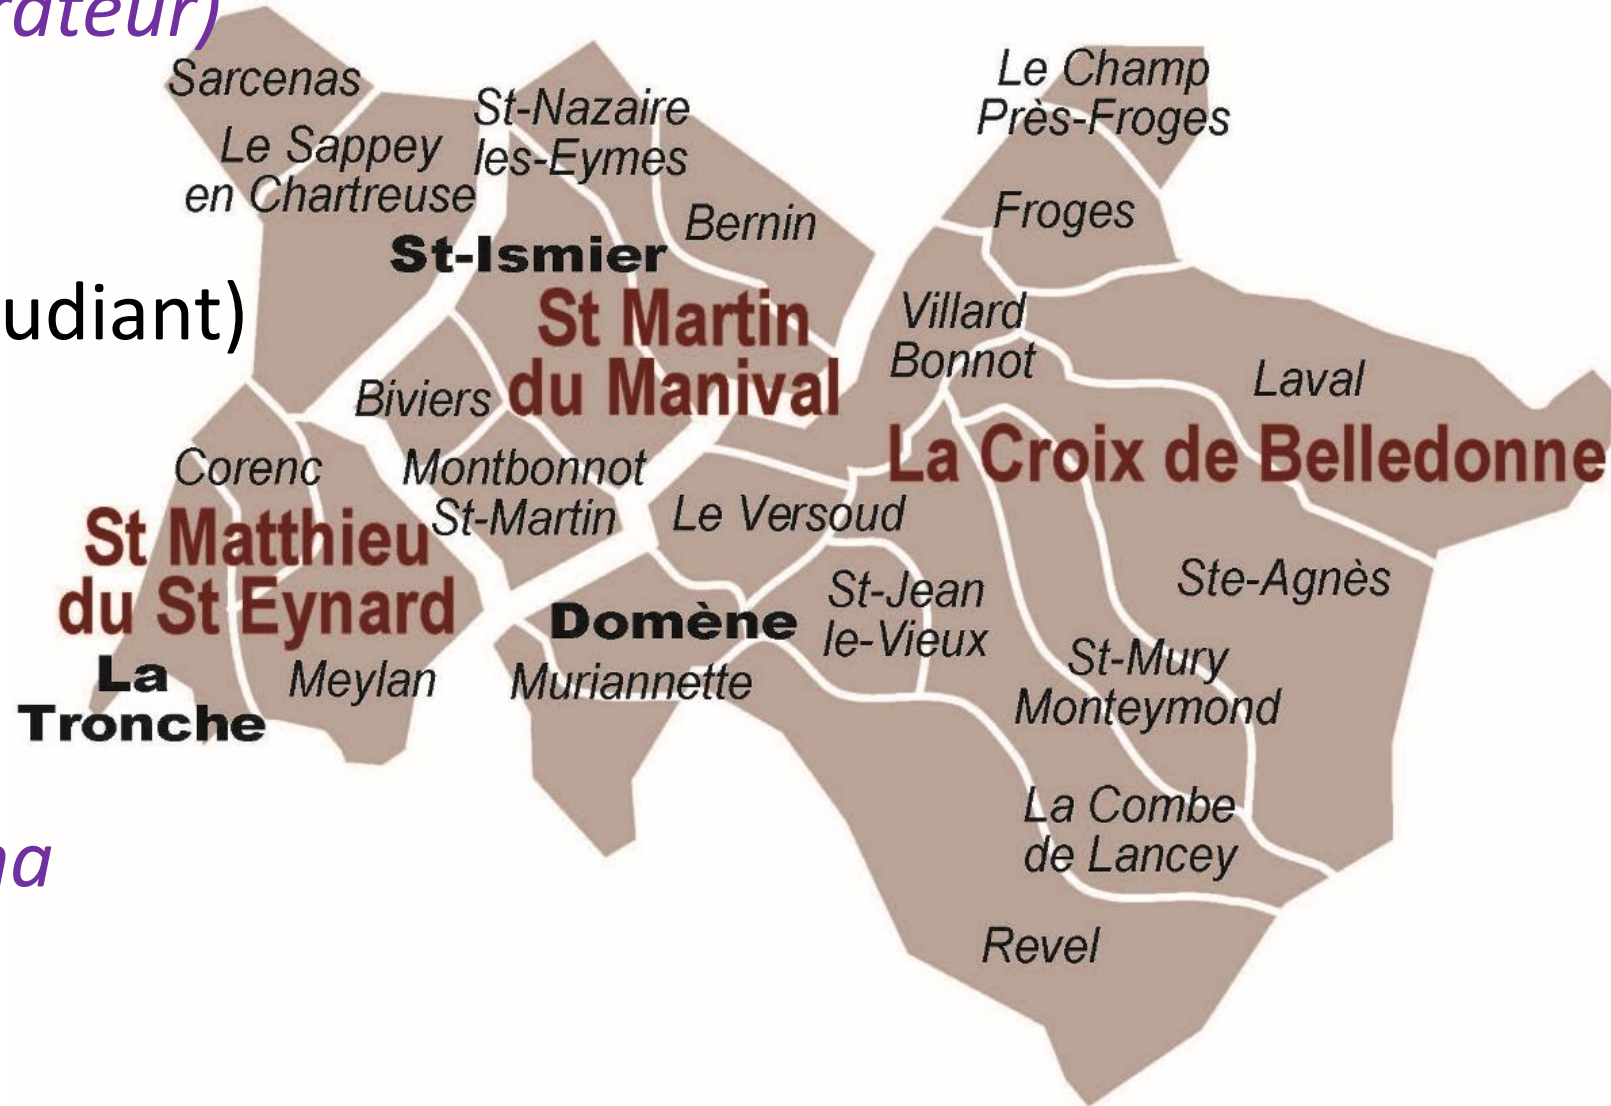 rateur)
Sarcenas
Le Sappey
en Chartreuse
St-Nazaire
les-Eymes
Bernin
Le Champ
Près-Froges
Froges
St-Ismier
udiant)
St Martin
du Manival
Villard
Bonnot
Laval
Biviers
La Croix de Belledonne
Corenc
Montbonnot
St-Martin
Le Versoud
St Matthieu
du St Eynard
Ste-Agnès
St-Jean
le-Vieux
Domène
La
Tronche
Meylan
Muriannette
St-Mury
Monteymond
La Combe
de Lancey
na
Revel